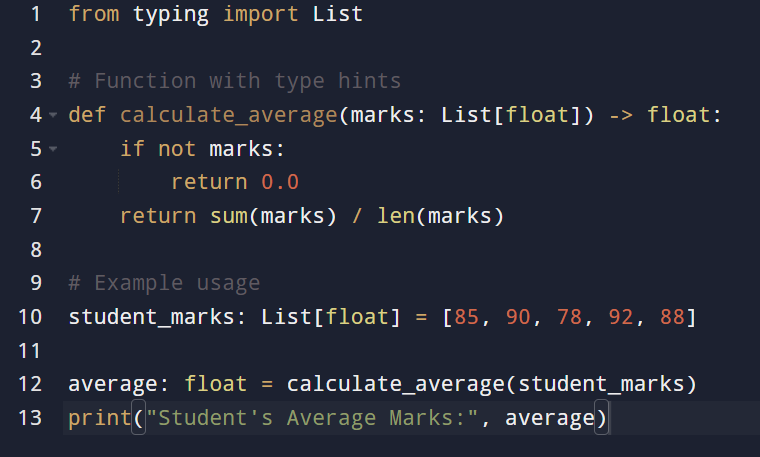 1 from typing import List
2
3 # Function with type hints
4 def calculate_average(marks: List[float]) -> float:
5     if not marks:
6         return 0.0
7     return sum(marks) / len(marks)
8
9 # Example usage
10 student_marks: List[float] = [85, 90, 78, 92, 88]
11
12 average: float = calculate_average(student_marks)
13 print("Student's Average Marks:", average)